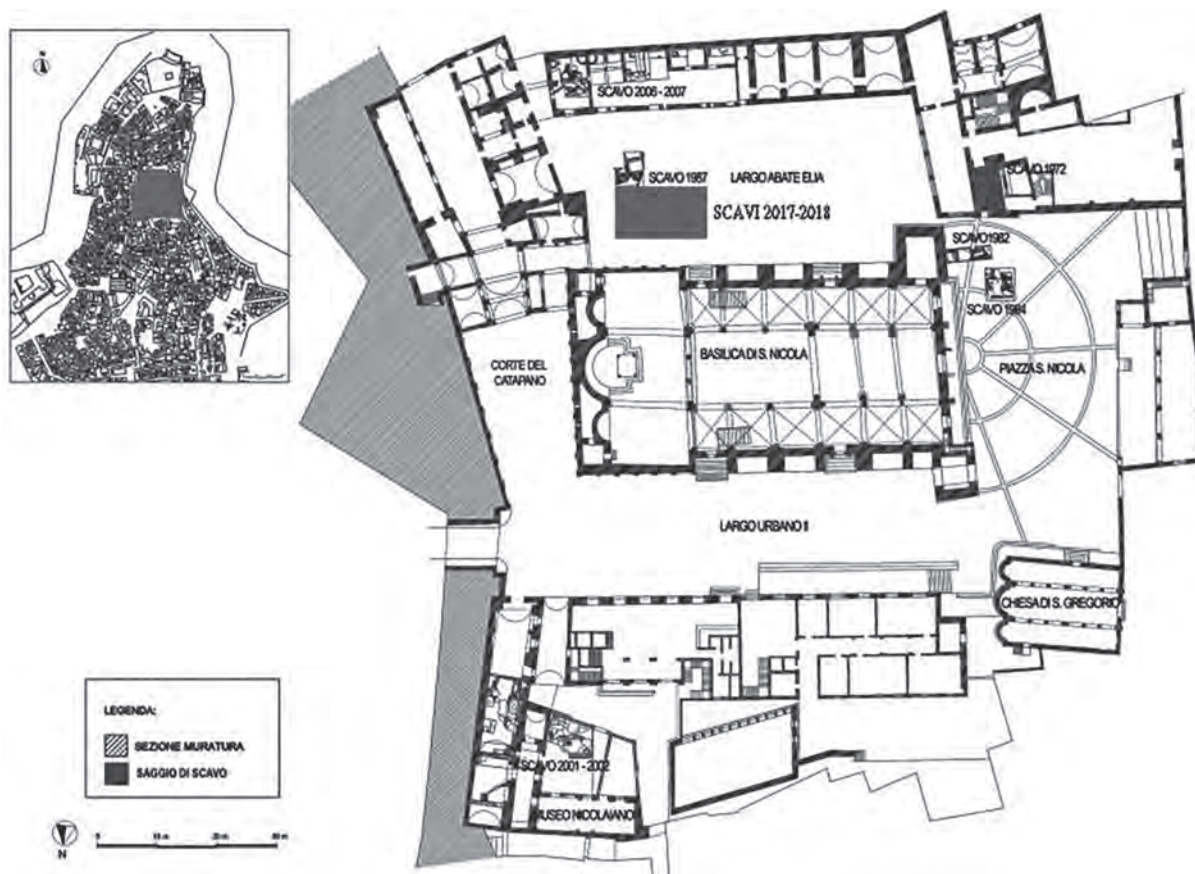 N
SCAVO 2006 - 2007
SCAVO 1987
LARGO ABATE ELIA
SCAVO 1972
SCAVI 2017-2018
SCAVO 1982
SCAVO 1984
CORTE DEL
CATAPANO
BASILICA DI S. NICOLA
PIAZZA S. NICOLA
LARGO URBANO II
CHIESA DI S. GREGORIO
LEGENDA:
SEZIONE MURATURA
SAGGIO DI SCAVO
SCAVO 2001 - 2002
MUSEO NICOLAIANO
N
0